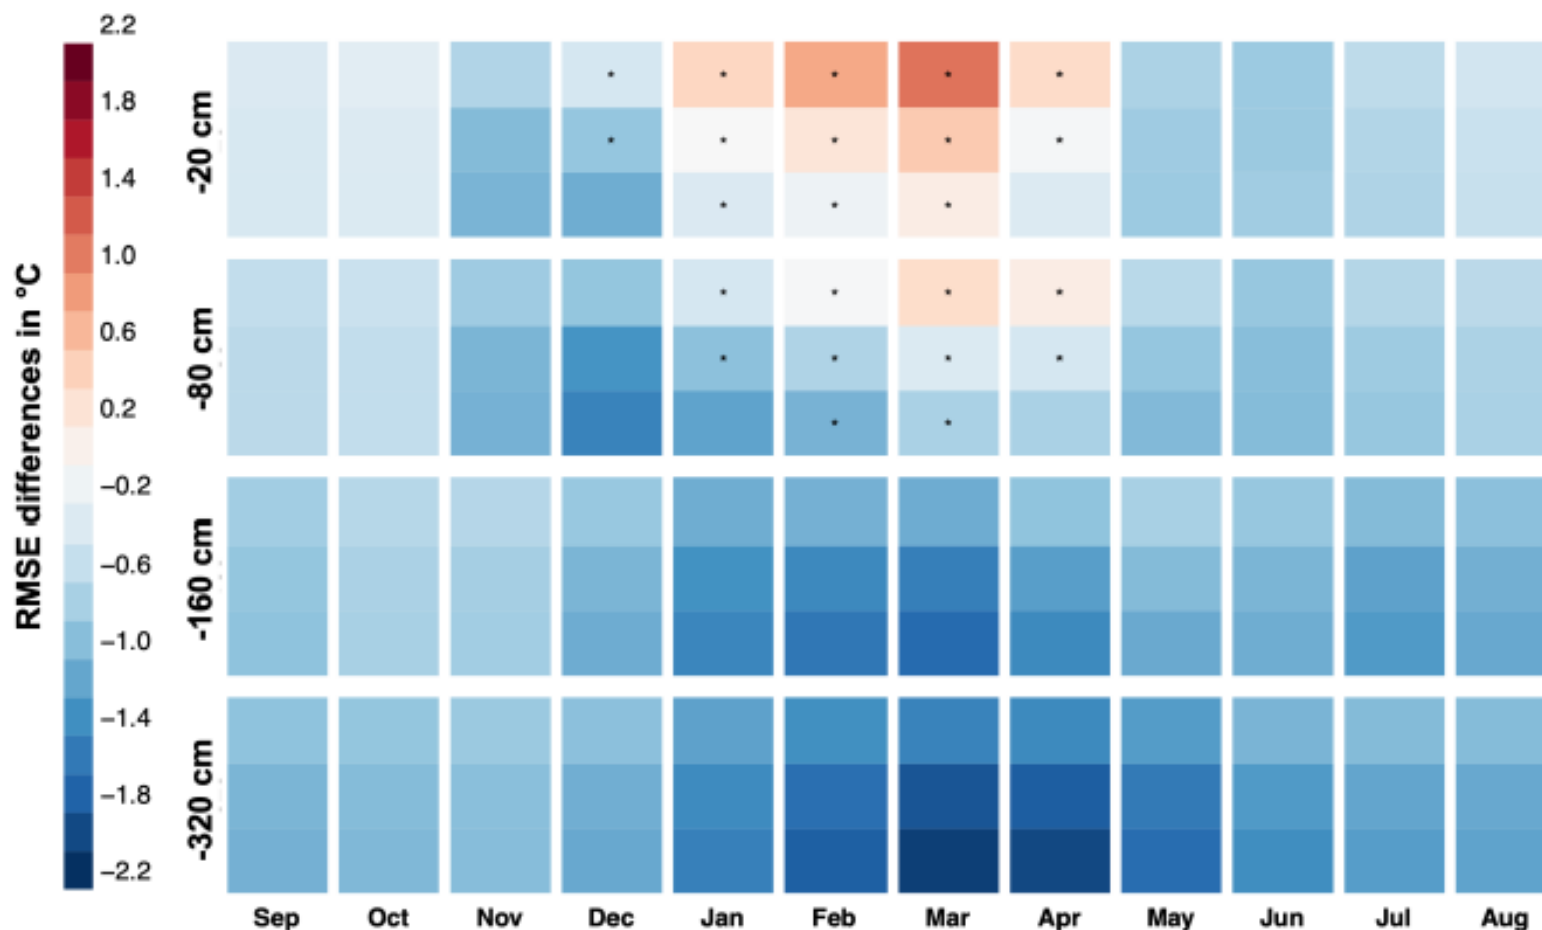 2.2
1.8
1.4
1.0
0.6
0.2
−0.2
−0.6
−1.0
−1.4
−1.8
−2.2
RMSE differences in °C
-20 cm
* * * * *
* * * * *
* * *
-80 cm
* * * *
* * * *
* *
-160 cm
-320 cm
Sep Oct Nov Dec Jan Feb Mar Apr May Jun Jul Aug